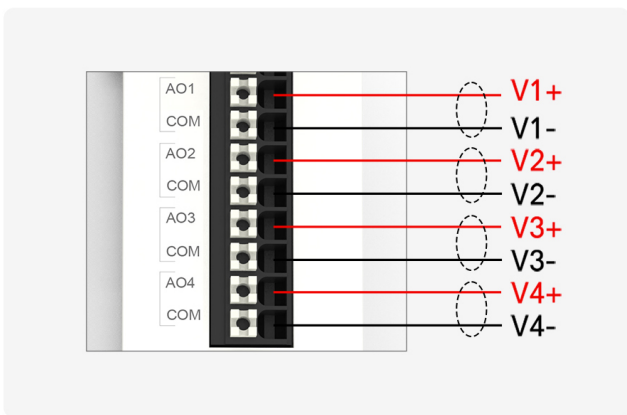 AO1
V1+
COM
V1-
AO2
V2+
COM
V2-
AO3
V3+
COM
V3-
AO4
V4+
COM
V4-